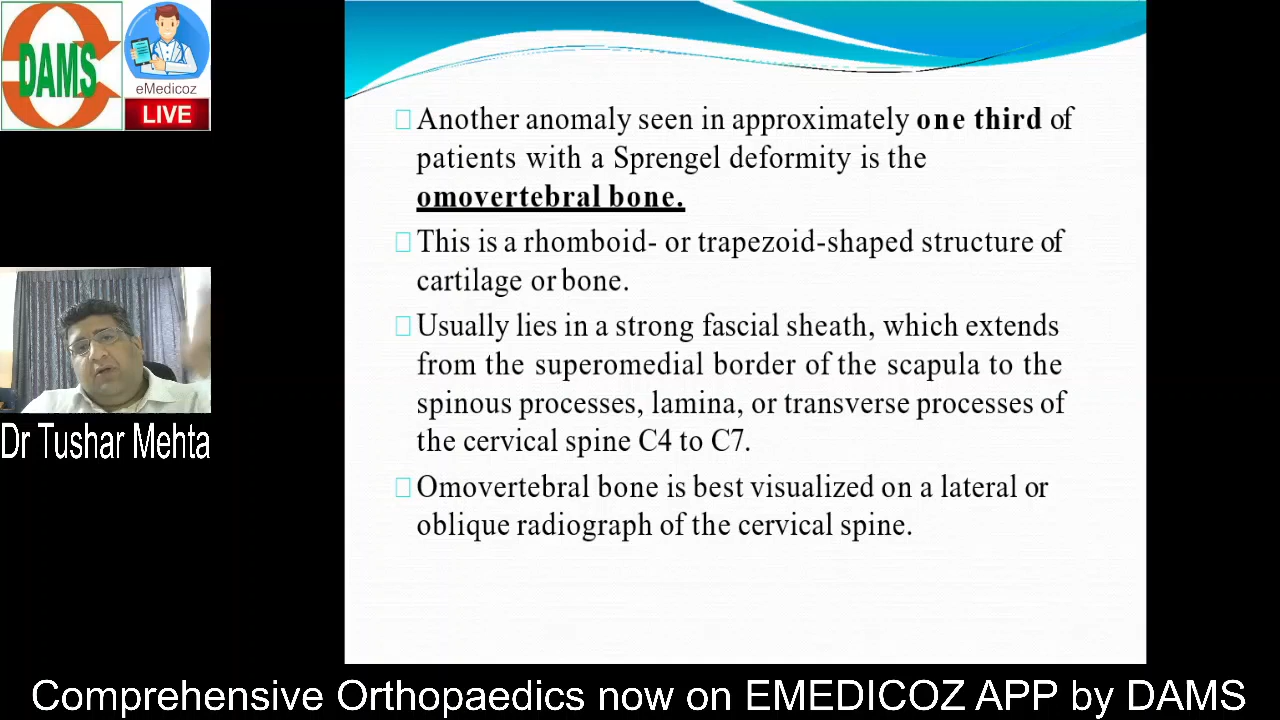 DAMS
eMedicoz
LIVE
Another anomaly seen in approximately one third of
patients with a Sprengel deformity is the
omovertebral bone.
This is a rhomboid- or trapezoid-shaped structure of
cartilage or bone.
Usually lies in a strong fascial sheath, which extends
from the superomedial border of the scapula to the
spinous processes, lamina, or transverse processes of
the cervical spine C4 to C7.
Omovertebral bone is best visualized on a lateral or
oblique radiograph of the cervical spine.
Dr Tushar Mehta
Comprehensive Orthopaedics now on EMEDICOZ APP by DAMS